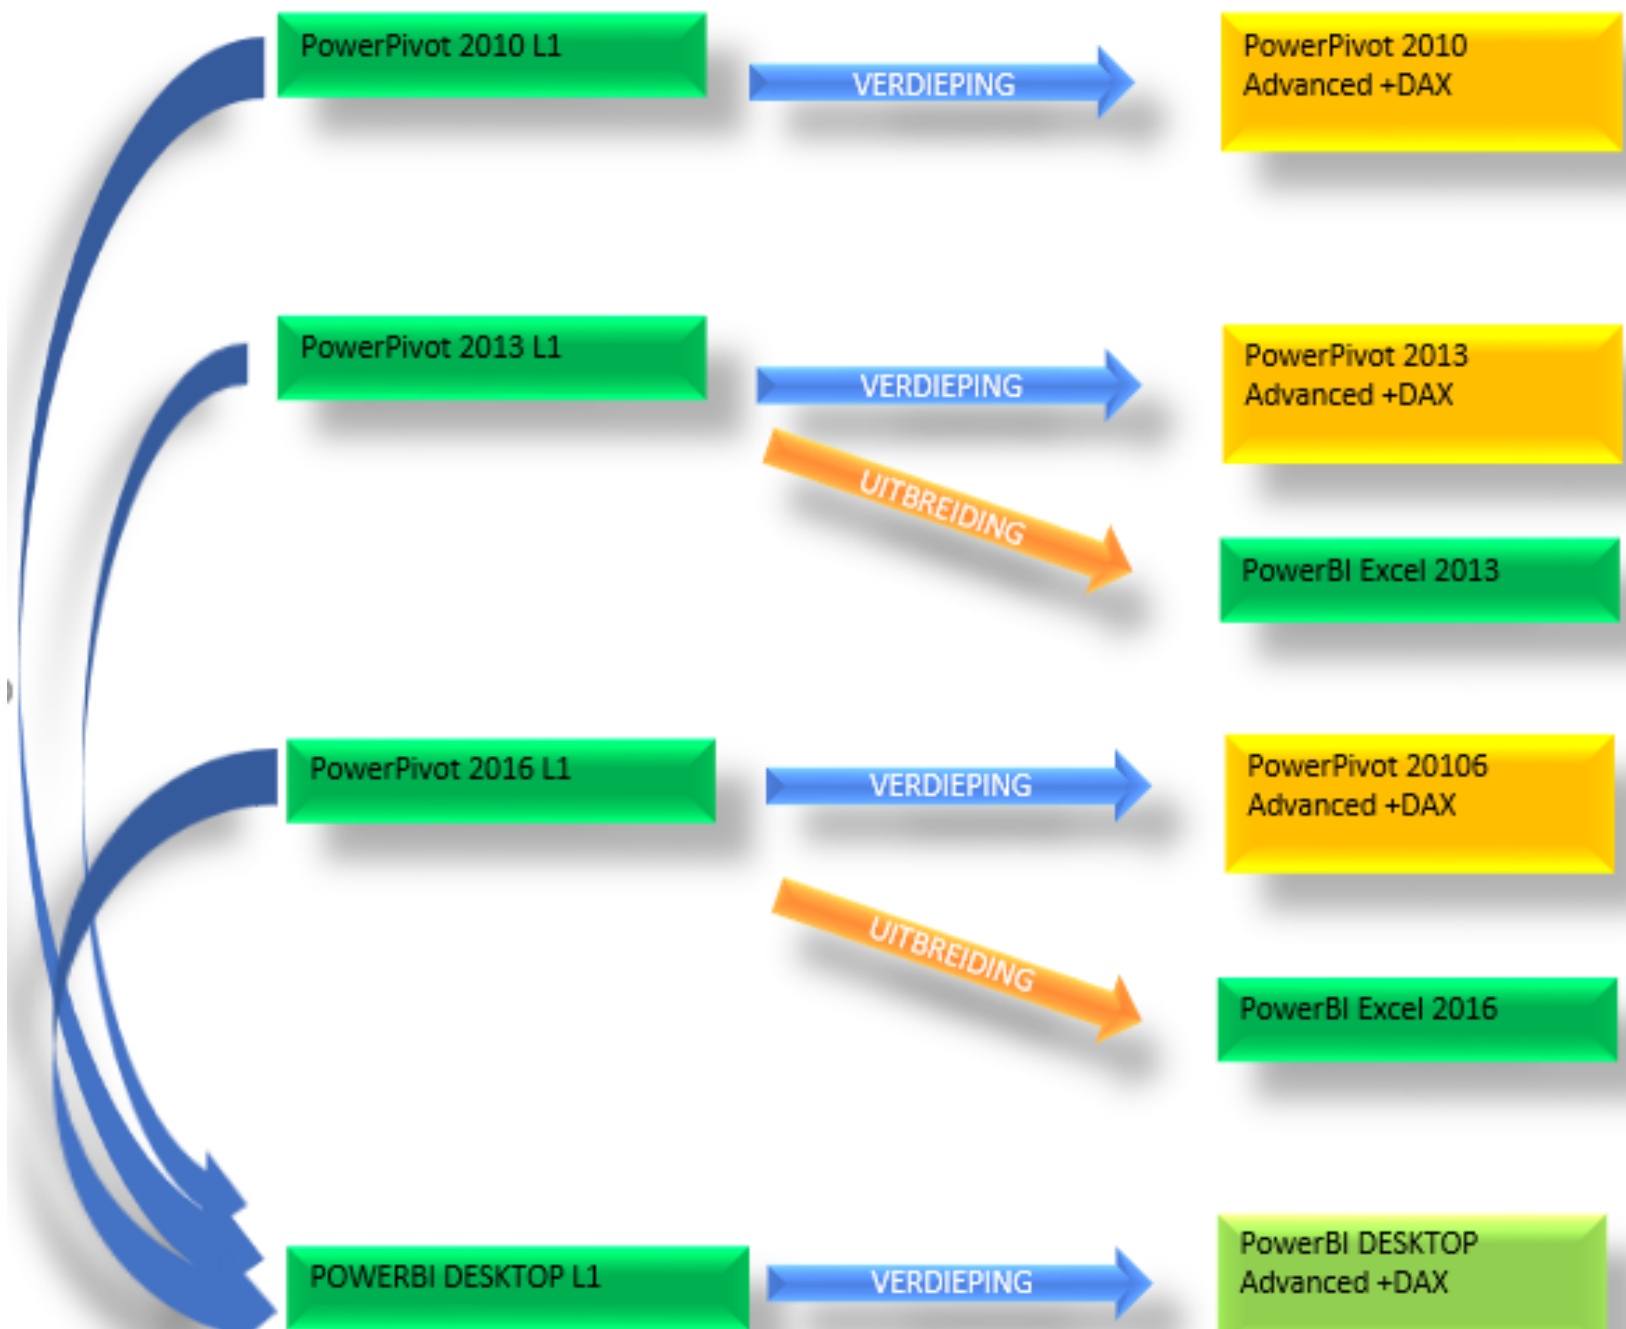 PowerPivot 2010 L1
VERDIEPING
PowerPivot 2010
Advanced +DAX
PowerPivot 2013 L1
VERDIEPING
PowerPivot 2013
Advanced +DAX
UITBREIDING
PowerBI Excel 2013
PowerPivot 2016 L1
VERDIEPING
PowerPivot 20106
Advanced +DAX
UITBREIDING
PowerBI Excel 2016
POWERBI DESKTOP L1
VERDIEPING
PowerBI DESKTOP
Advanced +DAX